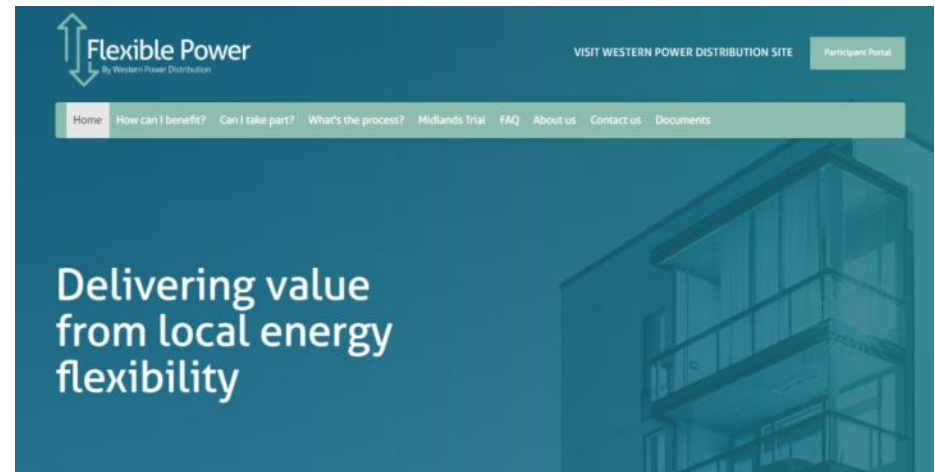 Flexible Power
By Western Power Distribution
VISIT WESTERN POWER DISTRIBUTION SITE
Participant Portal
Home How can I benefit? Can I take part? What's the process? Midlands Trial FAQ About us Contact us Documents
Delivering value
from local energy
flexibility